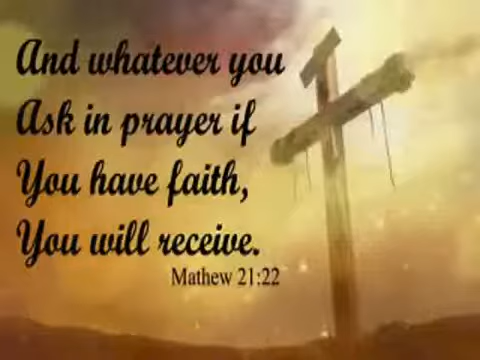 And whatever you
Ask in prayer if
You have faith,
You will receive.
Mathew 21:22